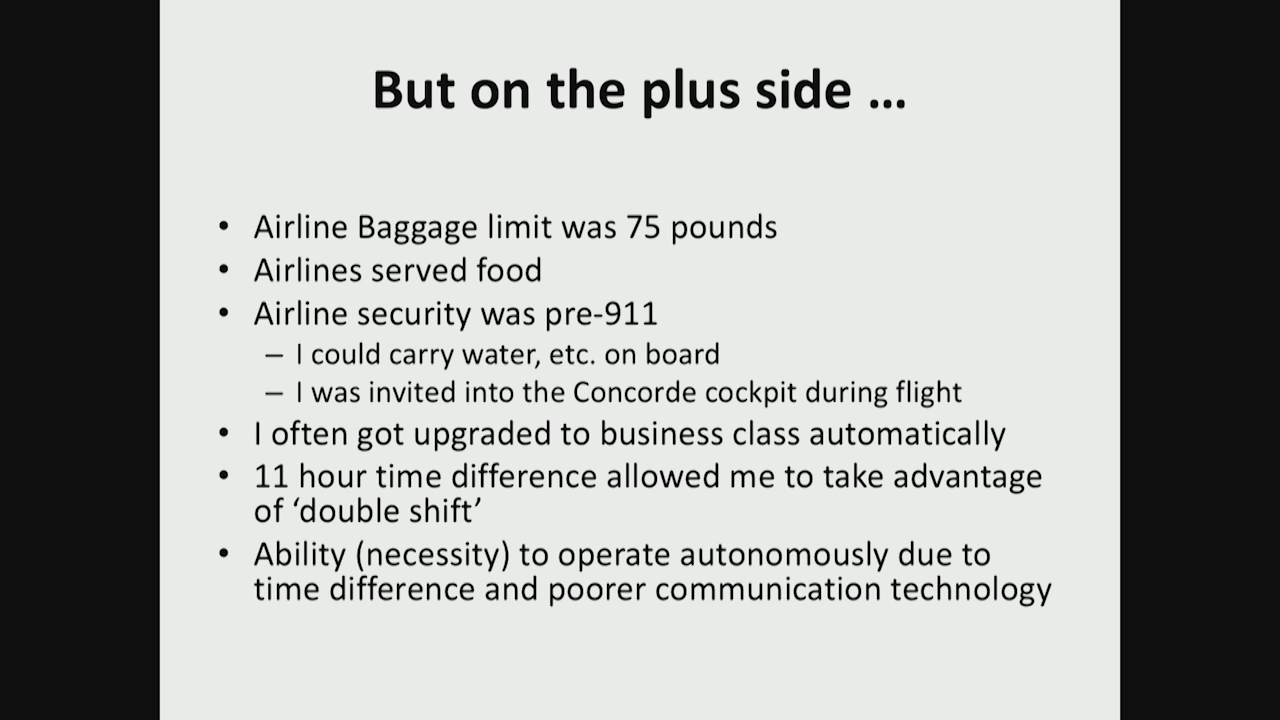 But on the plus side ...
• Airline Baggage limit was 75 pounds
• Airlines served food
• Airline security was pre-911
– I could carry water, etc. on board
– I was invited into the Concorde cockpit during flight
• I often got upgraded to business class automatically
• 11 hour time difference allowed me to take advantage
of ‘double shift’
• Ability (necessity) to operate autonomously due to
time difference and poorer communication technology